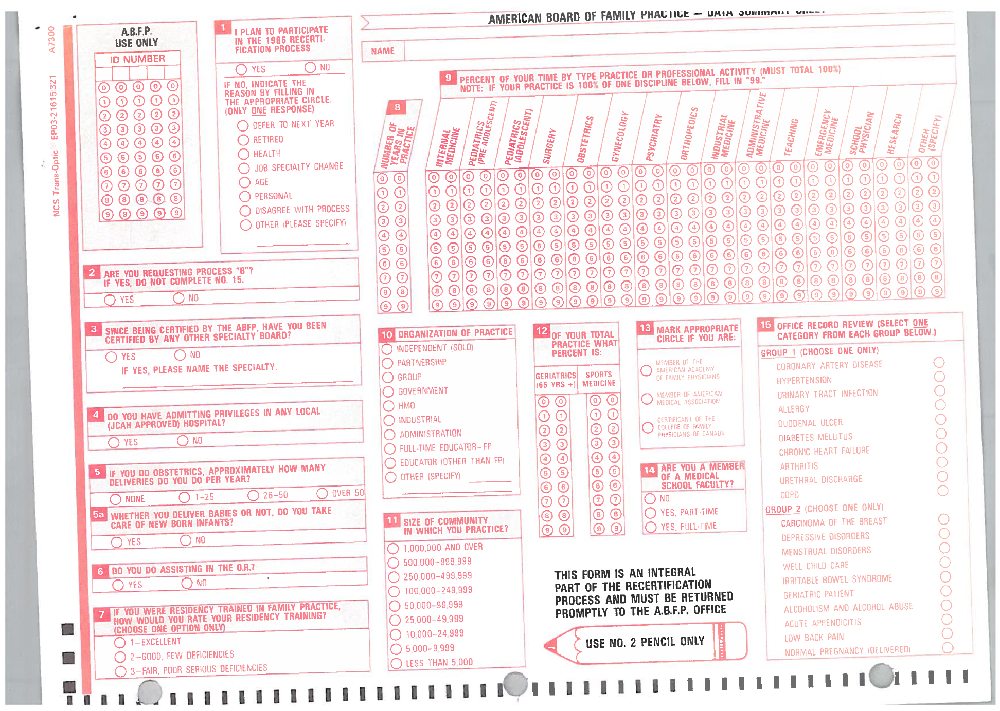 AMERICAN BOARD OF FAMILY PRACTICE — DATA SUMMARY SHEET
NAME
A7300
NCS Trans-Optic® EP03-21615:321
A.B.F.P.
USE ONLY
ID NUMBER
0 0 0 0 0
1 1 1 1 1
2 2 2 2 2
3 3 3 3 3
4 4 4 4 4
5 5 5 5 5
6 6 6 6 6
7 7 7 7 7
8 8 8 8 8
9 9 9 9 9
1 I PLAN TO PARTICIPATE
IN THE 1986 RECERTI-
FICATION PROCESS
YES NO
IF NO, INDICATE THE
REASON BY FILLING IN
THE APPROPRIATE CIRCLE.
(ONLY ONE RESPONSE)
DEFER TO NEXT YEAR
RETIRED
HEALTH
JOB SPECIALTY CHANGE
AGE
PERSONAL
DISAGREE WITH PROCESS
OTHER (PLEASE SPECIFY)
2 ARE YOU REQUESTING PROCESS "B"?
IF YES, DO NOT COMPLETE NO. 15.
YES NO
3 SINCE BEING CERTIFIED BY THE ABFP, HAVE YOU BEEN
CERTIFIED BY ANY OTHER SPECIALTY BOARD?
YES NO
IF YES, PLEASE NAME THE SPECIALTY.
4 DO YOU HAVE ADMITTING PRIVILEGES IN ANY LOCAL
(JCAH APPROVED) HOSPITAL?
YES NO
5 IF YOU DO OBSTETRICS, APPROXIMATELY HOW MANY
DELIVERIES DO YOU DO PER YEAR?
NONE 1–25 26–50 OVER 50
5a WHETHER YOU DELIVER BABIES OR NOT, DO YOU TAKE
CARE OF NEW BORN INFANTS?
YES NO
6 DO YOU DO ASSISTING IN THE O.R.?
YES NO
7 IF YOU WERE RESIDENCY TRAINED IN FAMILY PRACTICE,
HOW WOULD YOU RATE YOUR RESIDENCY TRAINING?
(CHOOSE ONE OPTION ONLY)
1–EXCELLENT
2–GOOD, FEW DEFICIENCIES
3–FAIR, POOR SERIOUS DEFICIENCIES
8
NUMBER OF
YEARS IN
PRACTICE
0 0
1 1
2 2
3 3
4 4
5 5
6 6
7 7
8 8
9 9
9 PERCENT OF YOUR TIME BY TYPE PRACTICE OR PROFESSIONAL ACTIVITY (MUST TOTAL 100%)
NOTE: IF YOUR PRACTICE IS 100% OF ONE DISCIPLINE BELOW, FILL IN "99."
INTERNAL
MEDICINE
PEDIATRICS
(PRE-ADOLESCENT)
PEDIATRICS
(ADOLESCENT)
SURGERY
OBSTETRICS
GYNECOLOGY
PSYCHIATRY
ORTHOPEDICS
INDUSTRIAL
MEDICINE
ADMINISTRATIVE
MEDICINE
TEACHING
EMERGENCY
MEDICINE
SCHOOL
PHYSICIAN
RESEARCH
OTHER
(SPECIFY)
0 0 0 0 0 0 0 0 0 0 0 0 0 0 0 0 0 0 0 0 0 0 0 0 0 0 0 0 0 0
1 1 1 1 1 1 1 1 1 1 1 1 1 1 1 1 1 1 1 1 1 1 1 1 1 1 1 1 1 1
2 2 2 2 2 2 2 2 2 2 2 2 2 2 2 2 2 2 2 2 2 2 2 2 2 2 2 2 2 2
3 3 3 3 3 3 3 3 3 3 3 3 3 3 3 3 3 3 3 3 3 3 3 3 3 3 3 3 3 3
4 4 4 4 4 4 4 4 4 4 4 4 4 4 4 4 4 4 4 4 4 4 4 4 4 4 4 4 4 4
5 5 5 5 5 5 5 5 5 5 5 5 5 5 5 5 5 5 5 5 5 5 5 5 5 5 5 5 5 5
6 6 6 6 6 6 6 6 6 6 6 6 6 6 6 6 6 6 6 6 6 6 6 6 6 6 6 6 6 6
7 7 7 7 7 7 7 7 7 7 7 7 7 7 7 7 7 7 7 7 7 7 7 7 7 7 7 7 7 7
8 8 8 8 8 8 8 8 8 8 8 8 8 8 8 8 8 8 8 8 8 8 8 8 8 8 8 8 8 8
9 9 9 9 9 9 9 9 9 9 9 9 9 9 9 9 9 9 9 9 9 9 9 9 9 9 9 9 9 9
10 ORGANIZATION OF PRACTICE
INDEPENDENT (SOLO)
PARTNERSHIP
GROUP
GOVERNMENT
HMO
INDUSTRIAL
ADMINISTRATION
FULL-TIME EDUCATOR–FP
EDUCATOR (OTHER THAN FP)
OTHER (SPECIFY)
11 SIZE OF COMMUNITY
IN WHICH YOU PRACTICE?
1,000,000 AND OVER
500,000–999,999
250,000–499,999
100,000–249,999
50,000–99,999
25,000–49,999
10,000–24,999
5,000–9,999
LESS THAN 5,000
12 OF YOUR TOTAL
PRACTICE WHAT
PERCENT IS:
GERIATRICS SPORTS
(65 YRS +) MEDICINE
0 0 0 0
1 1 1 1
2 2 2 2
3 3 3 3
4 4 4 4
5 5 5 5
6 6 6 6
7 7 7 7
8 8 8 8
9 9 9 9
13 MARK APPROPRIATE
CIRCLE IF YOU ARE:
MEMBER OF THE
AMERICAN ACADEMY
OF FAMILY PHYSICIANS
MEMBER OF AMERICAN
MEDICAL ASSOCIATION
CERTIFICANT OF THE
COLLEGE OF FAMILY
PHYSICIANS OF CANADA
14 ARE YOU A MEMBER
OF A MEDICAL
SCHOOL FACULTY?
NO
YES, PART-TIME
YES, FULL-TIME
THIS FORM IS AN INTEGRAL
PART OF THE RECERTIFICATION
PROCESS AND MUST BE RETURNED
PROMPTLY TO THE A.B.F.P. OFFICE
USE NO. 2 PENCIL ONLY
15 OFFICE RECORD REVIEW (SELECT ONE
CATEGORY FROM EACH GROUP BELOW.)
GROUP 1 (CHOOSE ONE ONLY)
CORONARY ARTERY DISEASE
HYPERTENSION
URINARY TRACT INFECTION
ALLERGY
DUODENAL ULCER
DIABETES MELLITUS
CHRONIC HEART FAILURE
ARTHRITIS
URETHRAL DISCHARGE
COPD
GROUP 2 (CHOOSE ONE ONLY)
CARCINOMA OF THE BREAST
DEPRESSIVE DISORDERS
MENSTRUAL DISORDERS
WELL CHILD CARE
IRRITABLE BOWEL SYNDROME
GERIATRIC PATIENT
ALCOHOLISM AND ALCOHOL ABUSE
ACUTE APPENDICITIS
LOW BACK PAIN
NORMAL PREGNANCY (DELIVERED)